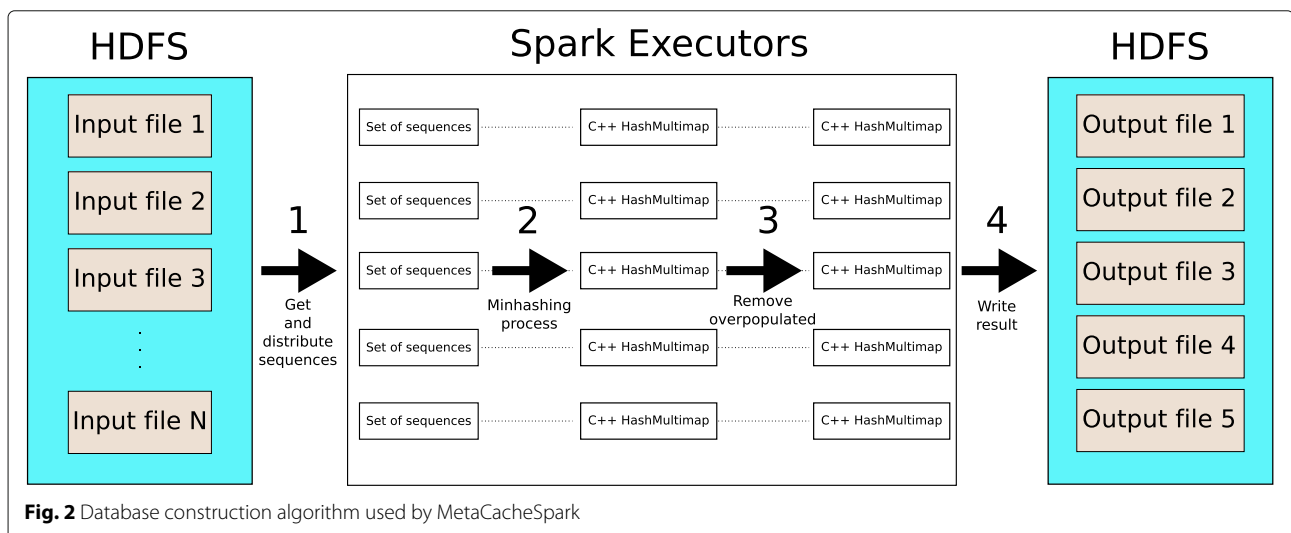 HDFS
Input file 1
Input file 2
Input file 3
.
.
.
Input file N
1
Get
and
distribute
sequences
Spark Executors
Set of sequences
C++ HashMultimap
C++ HashMultimap
Set of sequences
C++ HashMultimap
C++ HashMultimap
Set of sequences
C++ HashMultimap
C++ HashMultimap
Set of sequences
C++ HashMultimap
C++ HashMultimap
Set of sequences
C++ HashMultimap
C++ HashMultimap
2
Minhashing
process
3
Remove
overpopulated
4
Write
result
HDFS
Output file 1
Output file 2
Output file 3
Output file 4
Output file 5
Fig. 2 Database construction algorithm used by MetaCacheSpark